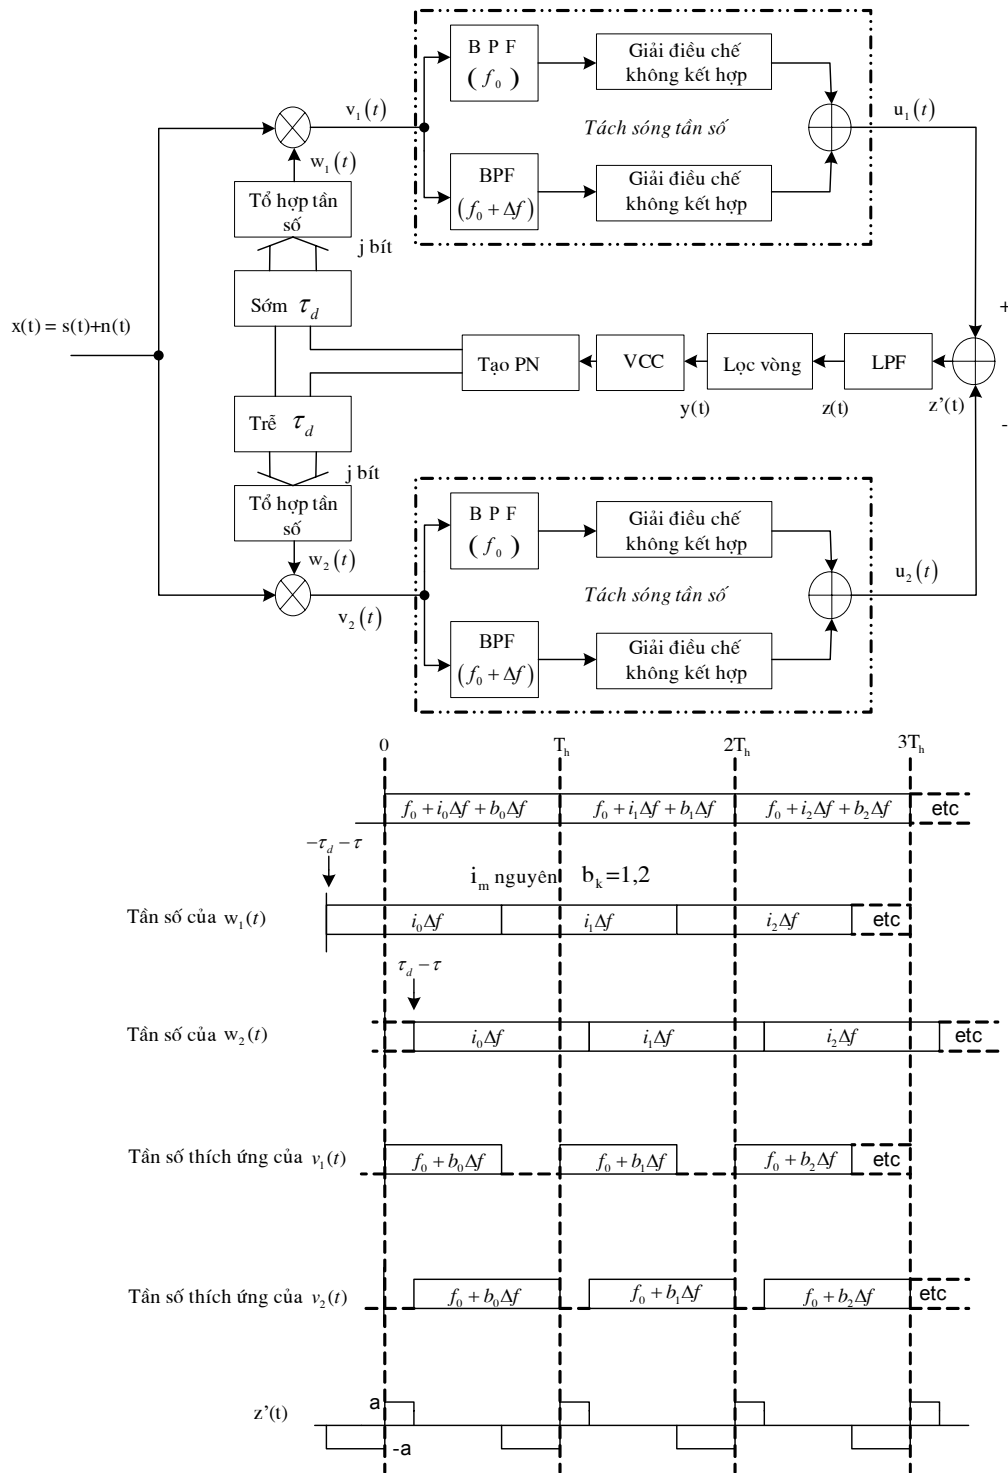 B P F
(f₀)
Giải điều chế
không kết hợp
v₁(t)
u₁(t)
Tách sóng tần số
w₁(t)
BPF
(f₀ + Δf)
Giải điều chế
không kết hợp
Tổ hợp tần
số
j bít
Sớm τ_d
x(t) = s(t)+n(t)
+
Tạo PN
VCC
Lọc vòng
LPF
y(t)
z(t)
z’(t)
Trễ τ_d
-
j bít
Tổ hợp tần
số
B P F
(f₀)
Giải điều chế
không kết hợp
w₂(t)
u₂(t)
Tách sóng tần số
v₂(t)
BPF
(f₀ + Δf)
Giải điều chế
không kết hợp
0 T_h 2T_h 3T_h
f₀ + i₀Δf + b₀Δf f₀ + i₁Δf + b₁Δf f₀ + i₂Δf + b₂Δf etc
−τ_d − τ
i_m nguyên b_k=1,2
Tần số của w₁(t) i₀Δf i₁Δf i₂Δf etc
τ_d − τ
Tần số của w₂(t) i₀Δf i₁Δf i₂Δf etc
Tần số thích ứng của v₁(t) f₀ + b₀Δf f₀ + b₁Δf f₀ + b₂Δf etc
Tần số thích ứng của v₂(t) f₀ + b₀Δf f₀ + b₁Δf f₀ + b₂Δf etc
z’(t) a
-a